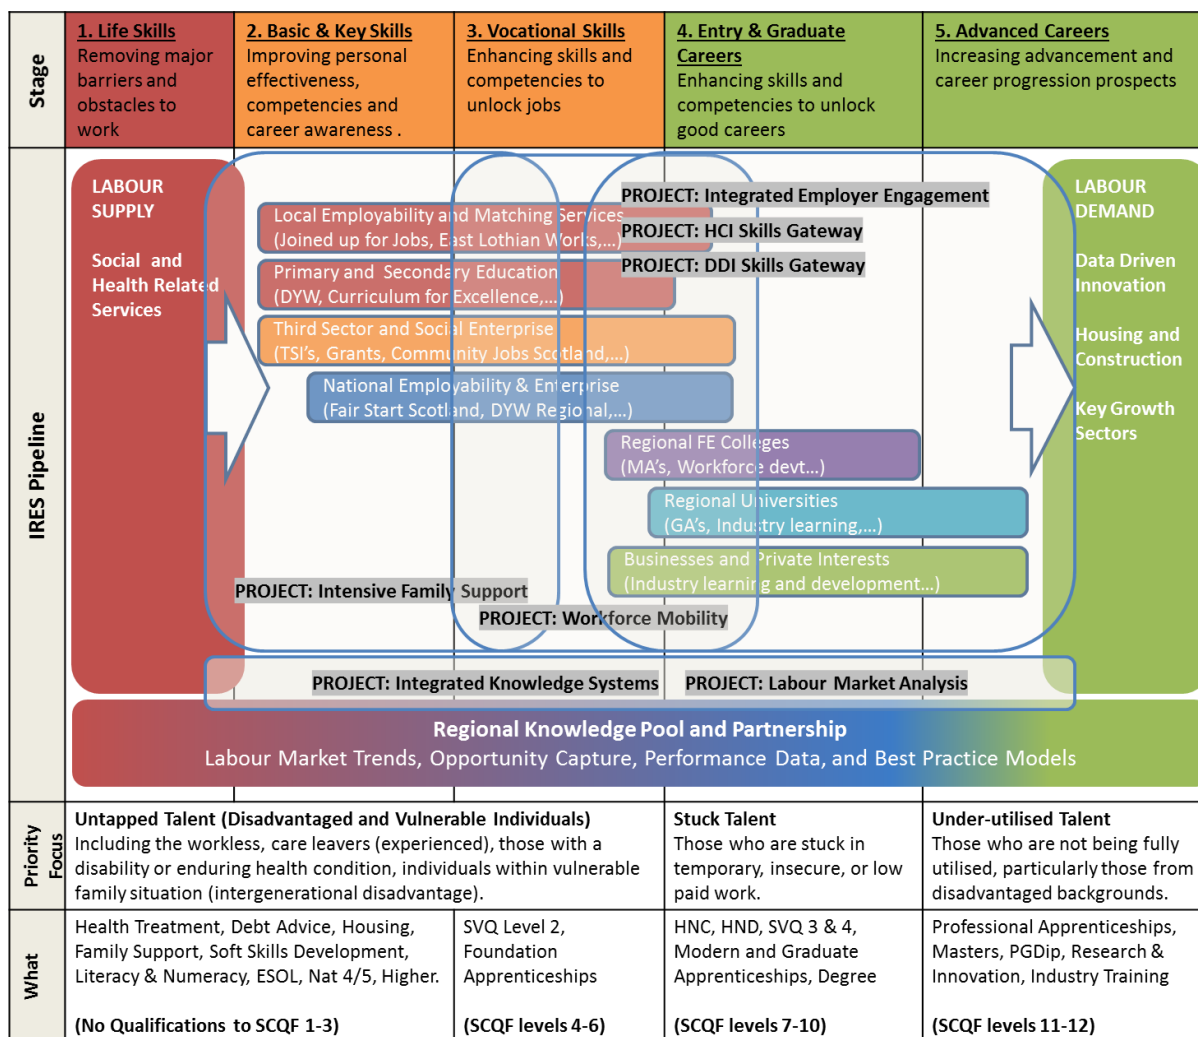 Stage
1. Life Skills
Removing major
barriers and
obstacles to
work
2. Basic & Key Skills
Improving personal
effectiveness,
competencies and
career awareness .
3. Vocational Skills
Enhancing skills and
competencies to
unlock jobs
4. Entry & Graduate
Careers
Enhancing skills and
competencies to unlock
good careers
5. Advanced Careers
Increasing advancement and
career progression prospects
IRES Pipeline
LABOUR
SUPPLY
Social and
Health Related
Services
PROJECT: Integrated Employer Engagement
PROJECT: HCI Skills Gateway
PROJECT: DDI Skills Gateway
Local Employability and Matching Services
(Joined up for Jobs, East Lothian Works,...)
Primary and Secondary Education
(DYW, Curriculum for Excellence,...)
Third Sector and Social Enterprise
(TSI's, Grants, Community Jobs Scotland,...)
National Employability & Enterprise
(Fair Start Scotland, DYW Regional,...)
Regional FE Colleges
(MA's, Workforce devt...)
Regional Universities
(GA's, Industry learning,...)
Businesses and Private Interests
(Industry learning and development...)
PROJECT: Intensive Family Support
PROJECT: Workforce Mobility
LABOUR
DEMAND
Data Driven
Innovation
Housing and
Construction
Key Growth
Sectors
PROJECT: Integrated Knowledge Systems
PROJECT: Labour Market Analysis
Regional Knowledge Pool and Partnership
Labour Market Trends, Opportunity Capture, Performance Data, and Best Practice Models
Priority
Focus
Untapped Talent (Disadvantaged and Vulnerable Individuals)
Including the workless, care leavers (experienced), those with a
disability or enduring health condition, individuals within vulnerable
family situation (intergenerational disadvantage).
Stuck Talent
Those who are stuck in
temporary, insecure, or low
paid work.
Under-utilised Talent
Those who are not being fully
utilised, particularly those from
disadvantaged backgrounds.
What
Health Treatment, Debt Advice, Housing,
Family Support, Soft Skills Development,
Literacy & Numeracy, ESOL, Nat 4/5, Higher.
(No Qualifications to SCQF 1-3)
SVQ Level 2,
Foundation
Apprenticeships
(SCQF levels 4-6)
HNC, HND, SVQ 3 & 4,
Modern and Graduate
Apprenticeships, Degree
(SCQF levels 7-10)
Professional Apprenticeships,
Masters, PGDip, Research &
Innovation, Industry Training
(SCQF levels 11-12)